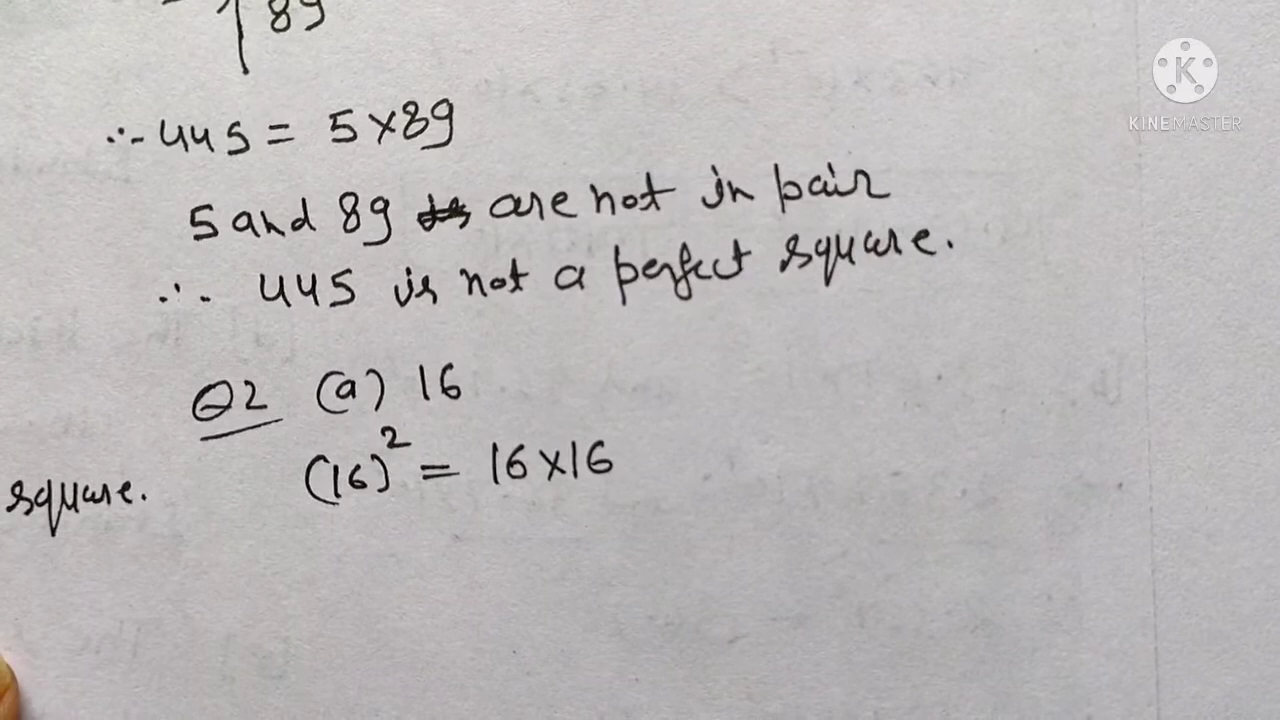 89
∴ 445 = 5×89
5 and 89 are not in pair
∴ 445 is not a perfect square.
Q2 (a) 16
(16)² = 16×16
square.
KINEMASTER